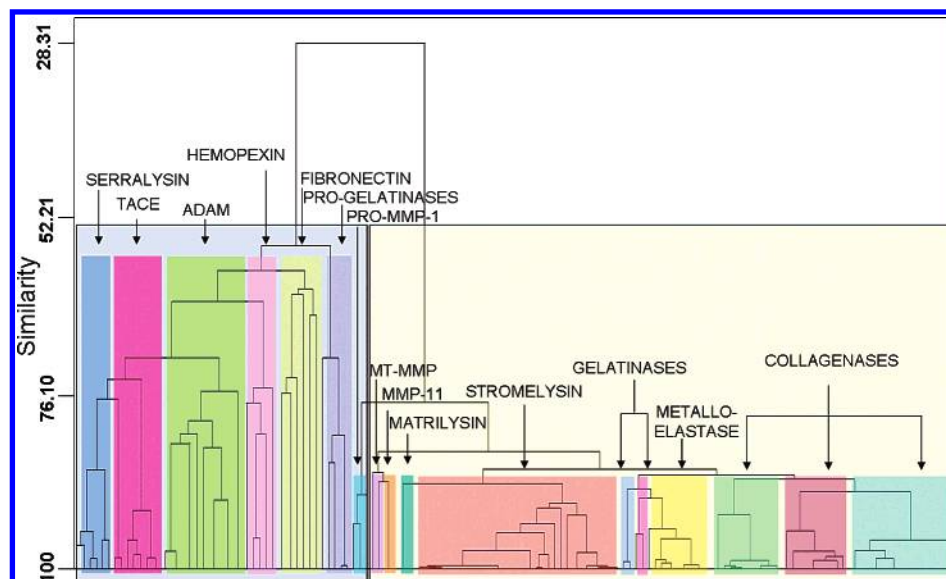 28.31
52.21
76.10
100
Similarity
HEMOPEXIN
SERRALYSIN
TACE
ADAM
FIBRONECTIN
PRO-GELATINASES
PRO-MMP-1
MT-MMP
MMP-11
MATRILYSIN
STROMELYSIN
GELATINASES
METALLO-
ELASTASE
COLLAGENASES